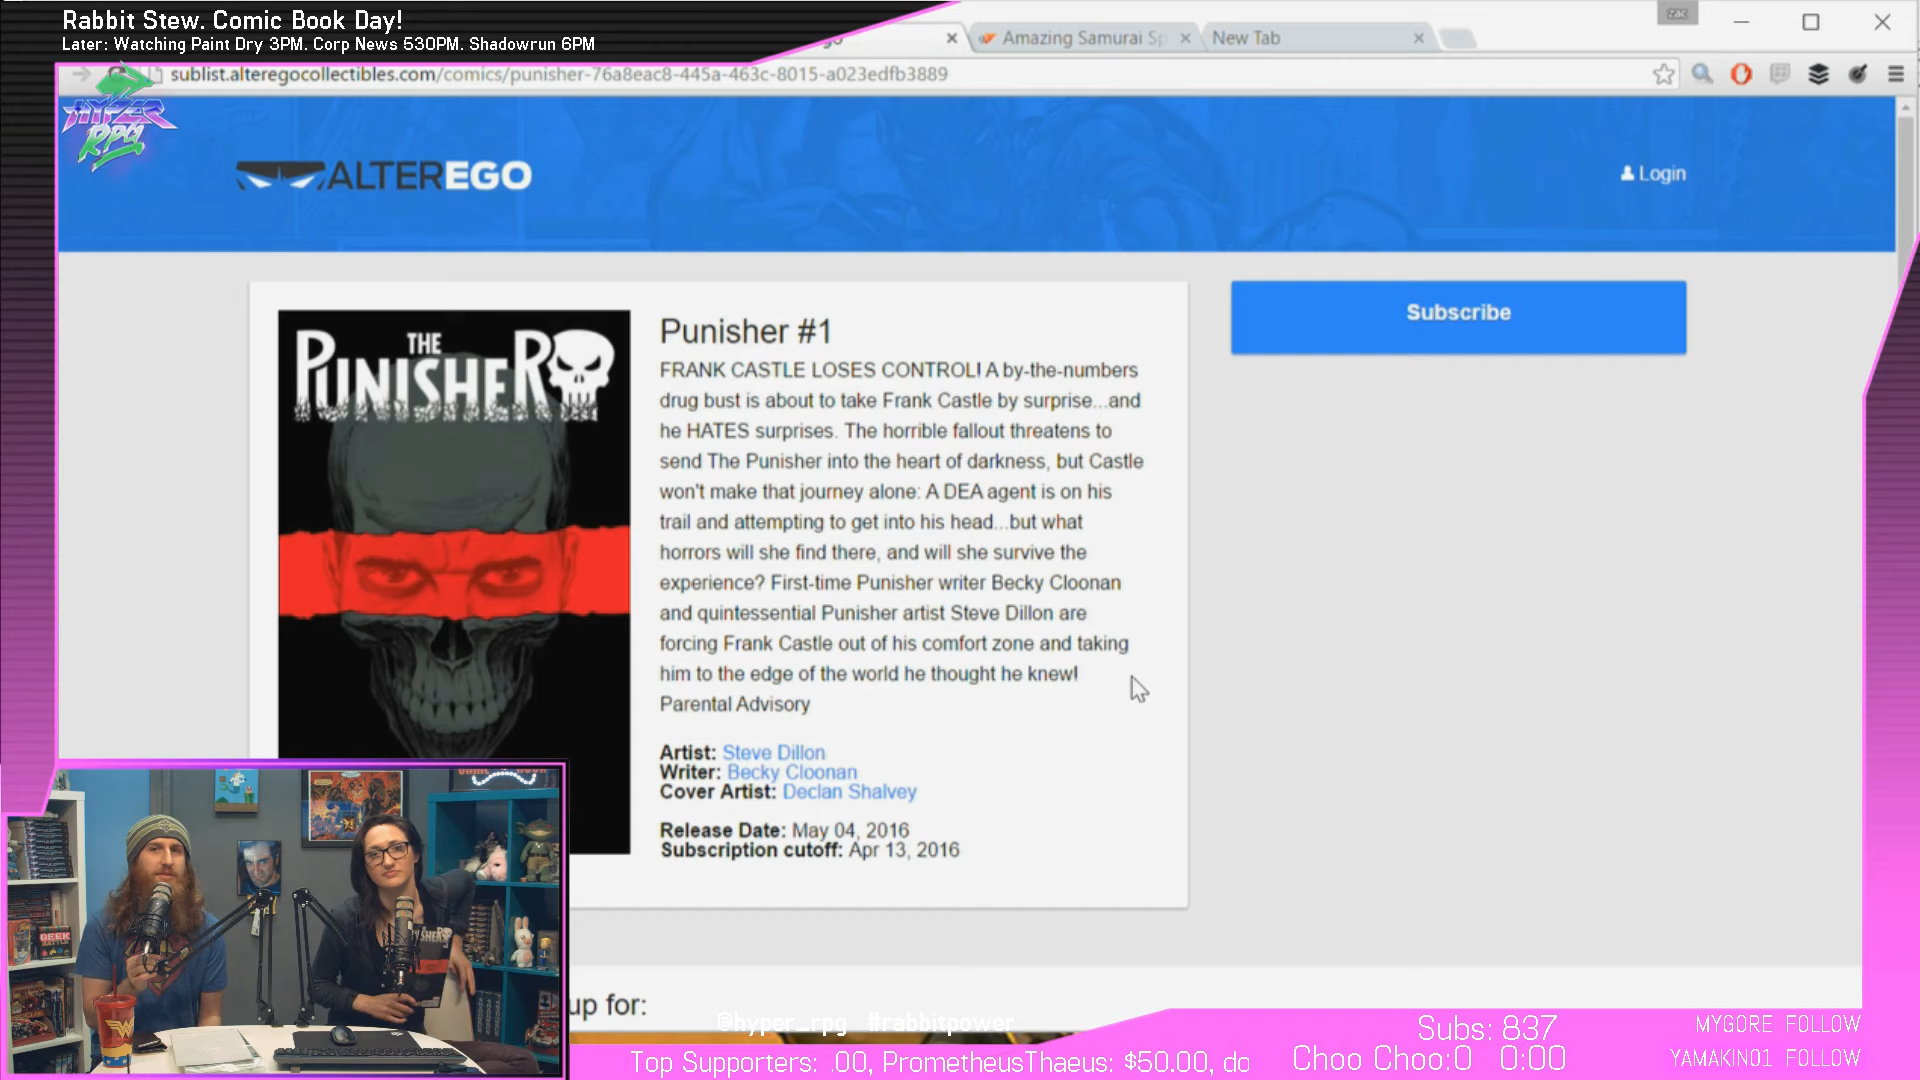 Rabbit Stew. Comic Book Day!
Later: Watching Paint Dry 3PM. Corp News 530PM. Shadowrun 6PM
zac
Amazing Samurai Sp
New Tab
sublist.alteregocollectibles.com/comics/punisher-76a8eac8-445a-463c-8015-a023edfb3889
HYPER
RPG
ALTEREGO
Login
Subscribe
THE
PUNISHER
Punisher #1
FRANK CASTLE LOSES CONTROL! A by-the-numbers
drug bust is about to take Frank Castle by surprise...and
he HATES surprises. The horrible fallout threatens to
send The Punisher into the heart of darkness, but Castle
won't make that journey alone: A DEA agent is on his
trail and attempting to get into his head...but what
horrors will she find there, and will she survive the
experience? First-time Punisher writer Becky Cloonan
and quintessential Punisher artist Steve Dillon are
forcing Frank Castle out of his comfort zone and taking
him to the edge of the world he thought he knew!
Parental Advisory
Artist: Steve Dillon
Writer: Becky Cloonan
Cover Artist: Declan Shalvey
Release Date: May 04, 2016
Subscription cutoff: Apr 13, 2016
GEEK
BATTLE
up for:
@hyper_rpg #rabbitpower
Top Supporters: .00, PrometheusThaeus: $50.00, do
Subs: 837
Choo Choo:0 0:00
MYGORE FOLLOW
YAMAKIN01 FOLLOW